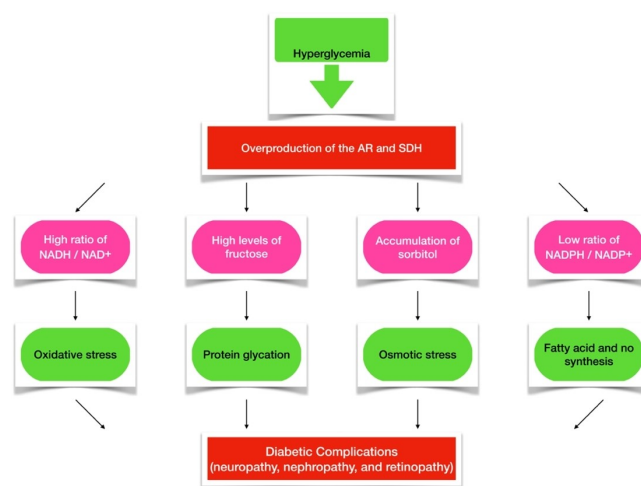 Hyperglycemia
Overproduction of the AR and SDH
High ratio of
NADH / NAD+
High levels of
fructose
Accumulation of
sorbitol
Low ratio of
NADPH / NADP+
Oxidative stress
Protein glycation
Osmotic stress
Fatty acid and no
synthesis
Diabetic Complications
(neuropathy, nephropathy, and retinopathy)